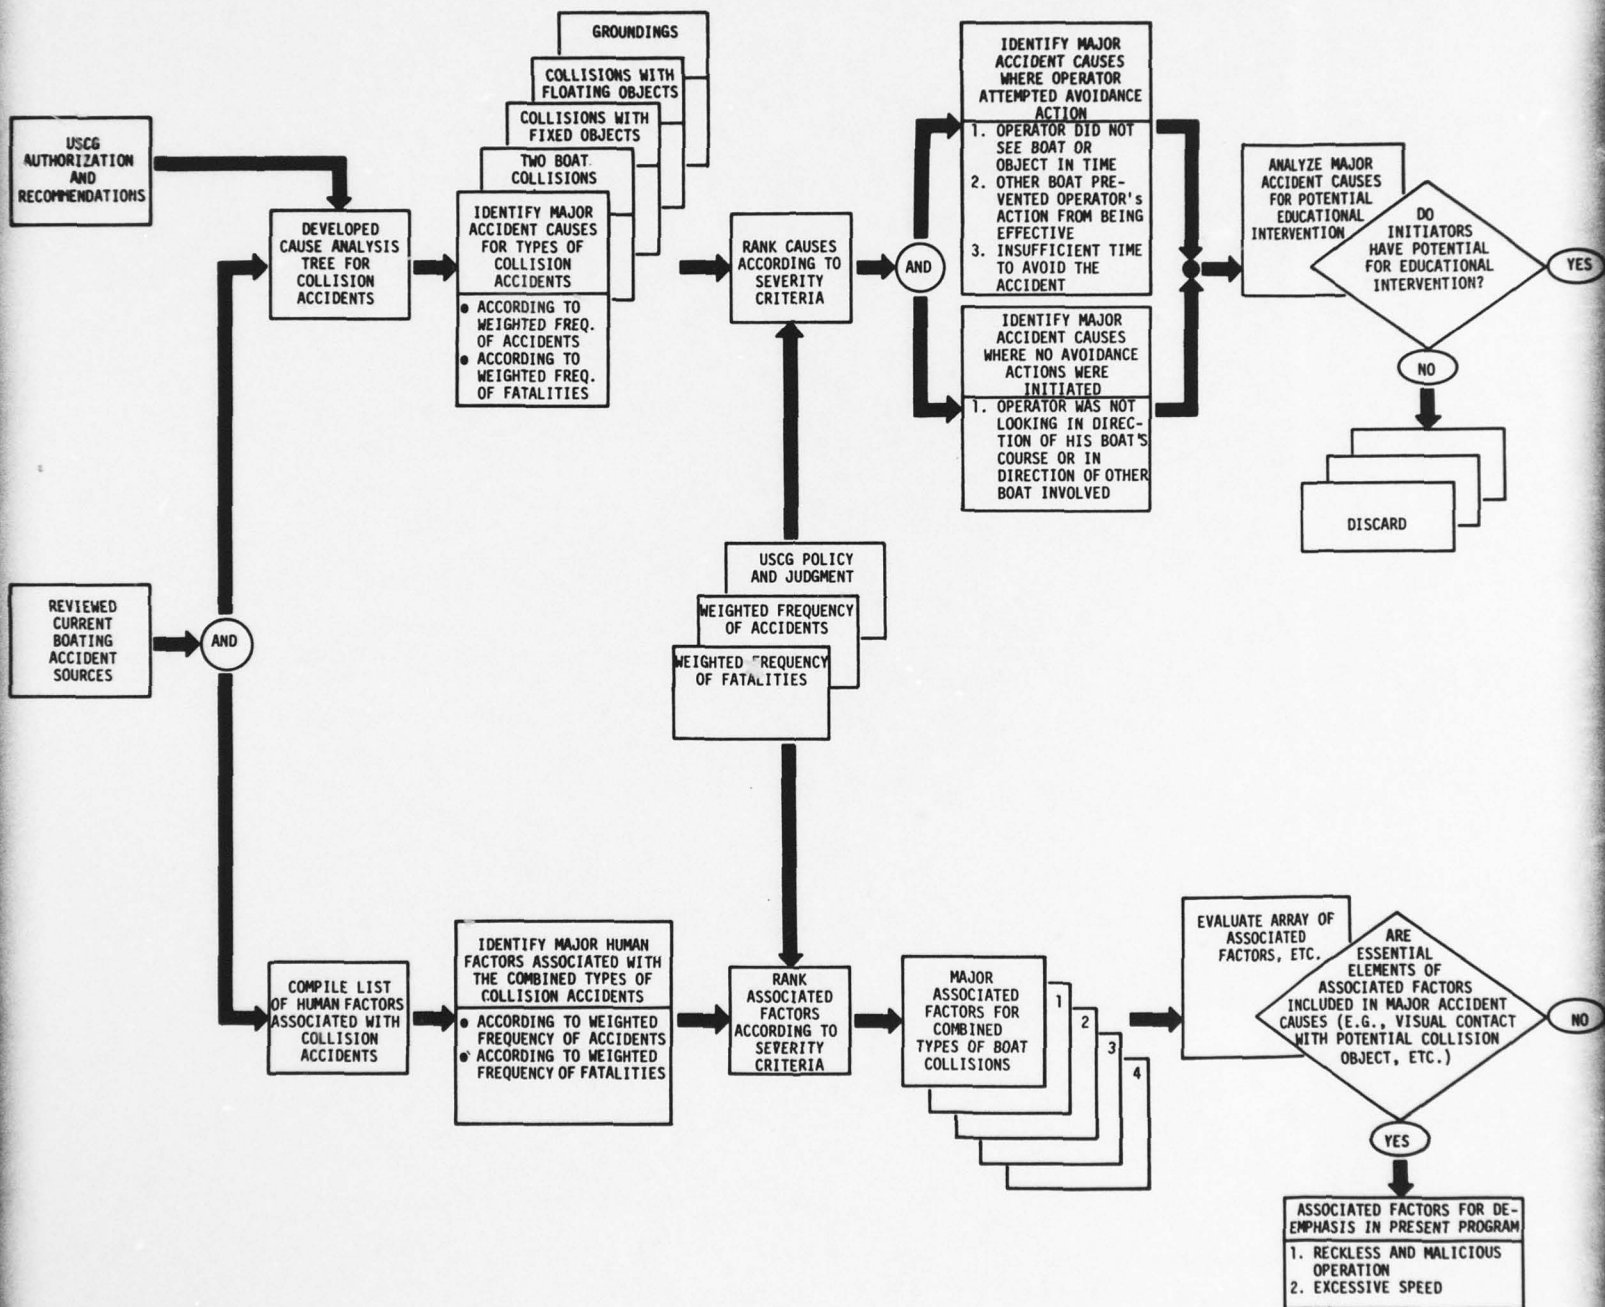 USCG
AUTHORIZATION
AND
RECOMMENDATIONS
REVIEWED
CURRENT
BOATING
ACCIDENT
SOURCES
AND
DEVELOPED
CAUSE ANALYSIS
TREE FOR
COLLISION
ACCIDENTS
GROUNDINGS
COLLISIONS WITH
FLOATING OBJECTS
COLLISIONS WITH
FIXED OBJECTS
TWO BOAT
COLLISIONS
IDENTIFY MAJOR
ACCIDENT CAUSES
FOR TYPES OF
COLLISION
ACCIDENTS
● ACCORDING TO
WEIGHTED FREQ.
OF ACCIDENTS
● ACCORDING TO
WEIGHTED FREQ.
OF FATALITIES
RANK CAUSES
ACCORDING TO
SEVERITY
CRITERIA
AND
IDENTIFY MAJOR
ACCIDENT CAUSES
WHERE OPERATOR
ATTEMPTED AVOIDANCE
ACTION
1. OPERATOR DID NOT
SEE BOAT OR
OBJECT IN TIME
2. OTHER BOAT PRE-
VENTED OPERATOR's
ACTION FROM BEING
EFFECTIVE
3. INSUFFICIENT TIME
TO AVOID THE
ACCIDENT
IDENTIFY MAJOR
ACCIDENT CAUSES
WHERE NO AVOIDANCE
ACTIONS WERE
INITIATED
1. OPERATOR WAS NOT
LOOKING IN DIREC-
TION OF HIS BOAT'S
COURSE OR IN
DIRECTION OF OTHER
BOAT INVOLVED
ANALYZE MAJOR
ACCIDENT CAUSES
FOR POTENTIAL
EDUCATIONAL
INTERVENTION
DO
INITIATORS
HAVE POTENTIAL
FOR EDUCATIONAL
INTERVENTION?
YES
NO
DISCARD
USCG POLICY
AND JUDGMENT
WEIGHTED FREQUENCY
OF ACCIDENTS
WEIGHTED FREQUENCY
OF FATALITIES
COMPILE LIST
OF HUMAN FACTORS
ASSOCIATED WITH
COLLISION
ACCIDENTS
IDENTIFY MAJOR HUMAN
FACTORS ASSOCIATED WITH
THE COMBINED TYPES OF
COLLISION ACCIDENTS
● ACCORDING TO WEIGHTED
FREQUENCY OF ACCIDENTS
● ACCORDING TO WEIGHTED
FREQUENCY OF FATALITIES
RANK
ASSOCIATED
FACTORS
ACCORDING TO
SEVERITY
CRITERIA
MAJOR
ASSOCIATED
FACTORS FOR
COMBINED
TYPES OF BOAT
COLLISIONS
1
2
3
4
EVALUATE ARRAY OF
ASSOCIATED
FACTORS, ETC.
ARE
ESSENTIAL
ELEMENTS OF
ASSOCIATED FACTORS
INCLUDED IN MAJOR ACCIDENT
CAUSES (E.G., VISUAL CONTACT
WITH POTENTIAL COLLISION
OBJECT, ETC.)
NO
YES
ASSOCIATED FACTORS FOR DE-
EMPHASIS IN PRESENT PROGRAM
1. RECKLESS AND MALICIOUS
OPERATION
2. EXCESSIVE SPEED